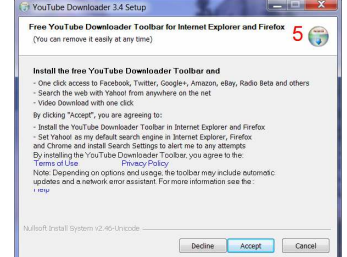 YouTube Downloader 3.4 Setup
Free YouTube Downloader Toolbar for Internet Explorer and Firefox
(You can remove it easily at any time)
5
Install the free YouTube Downloader Toolbar and
- One click access to Facebook, Twitter, Google+, Amazon, eBay, Radio Beta and others
- Search the web with Yahoo! from anywhere on the net
- Video Download with one click
By clicking "Accept", you are agreeing to:
- Install the YouTube Downloader Toolbar in Internet Explorer and Firefox
- Set Yahoo! as my default search engine in Internet Explorer, Firefox
and Chrome and install Search Settings to alert me to any attempts
By installing the YouTube Downloader Toolbar, you agree to the:
Terms of Use Privacy Policy
Note: Depending on options and usage, the toolbar may include automatic
updates and a network error assistant. For more information see the :
Help
Nullsoft Install System v2.46-Unicode
Decline Accept Cancel